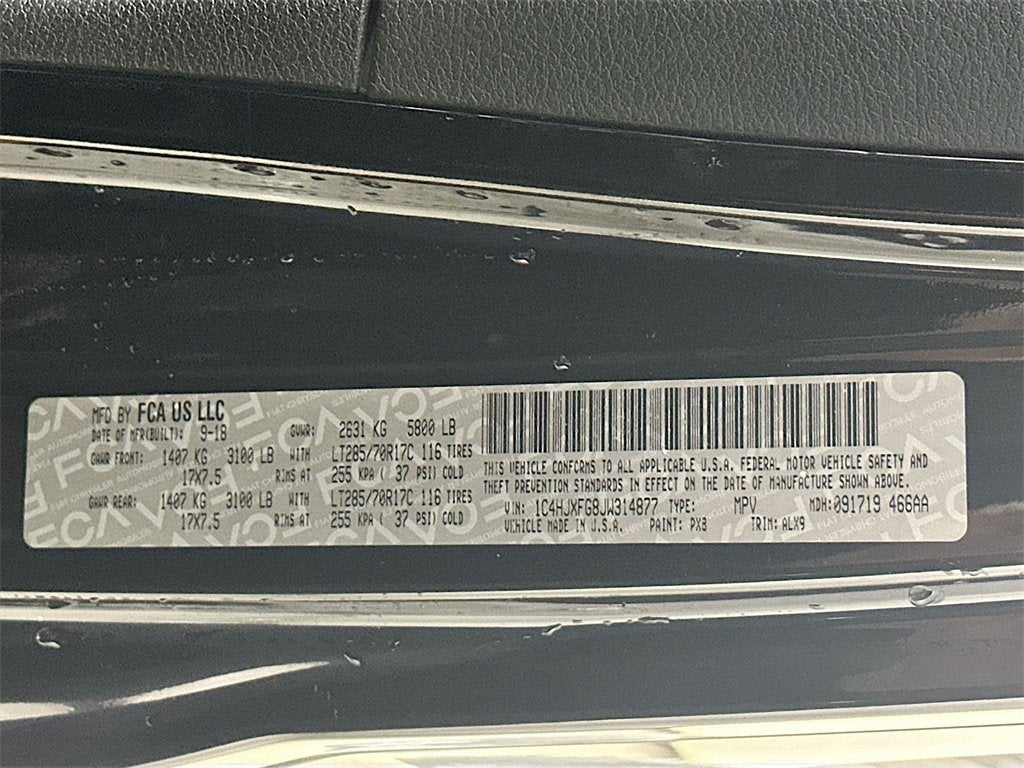 MFD BY FCA US LLC
DATE OF MFR(BUILT): 9-18 GVWR: 2631 KG 5800 LB
GAWR FRONT: 1407 KG 3100 LB WITH LT285/70R17C 116 TIRES
17X7.5 RIMS AT 255 KPA ( 37 PSI) COLD
GAWR REAR: 1407 KG 3100 LB WITH LT285/70R17C 116 TIRES
17X7.5 RIMS AT 255 KPA ( 37 PSI) COLD
THIS VEHICLE CONFORMS TO ALL APPLICABLE U.S.A. FEDERAL MOTOR VEHICLE SAFETY AND
THEFT PREVENTION STANDARDS IN EFFECT ON THE DATE OF MANUFACTURE SHOWN ABOVE.
VIN: 1C4HJXFG8JW314877 TYPE: MPV MDH: 091719 466AA
VEHICLE MADE IN U.S.A. PAINT: PX8 TRIM: ALX9